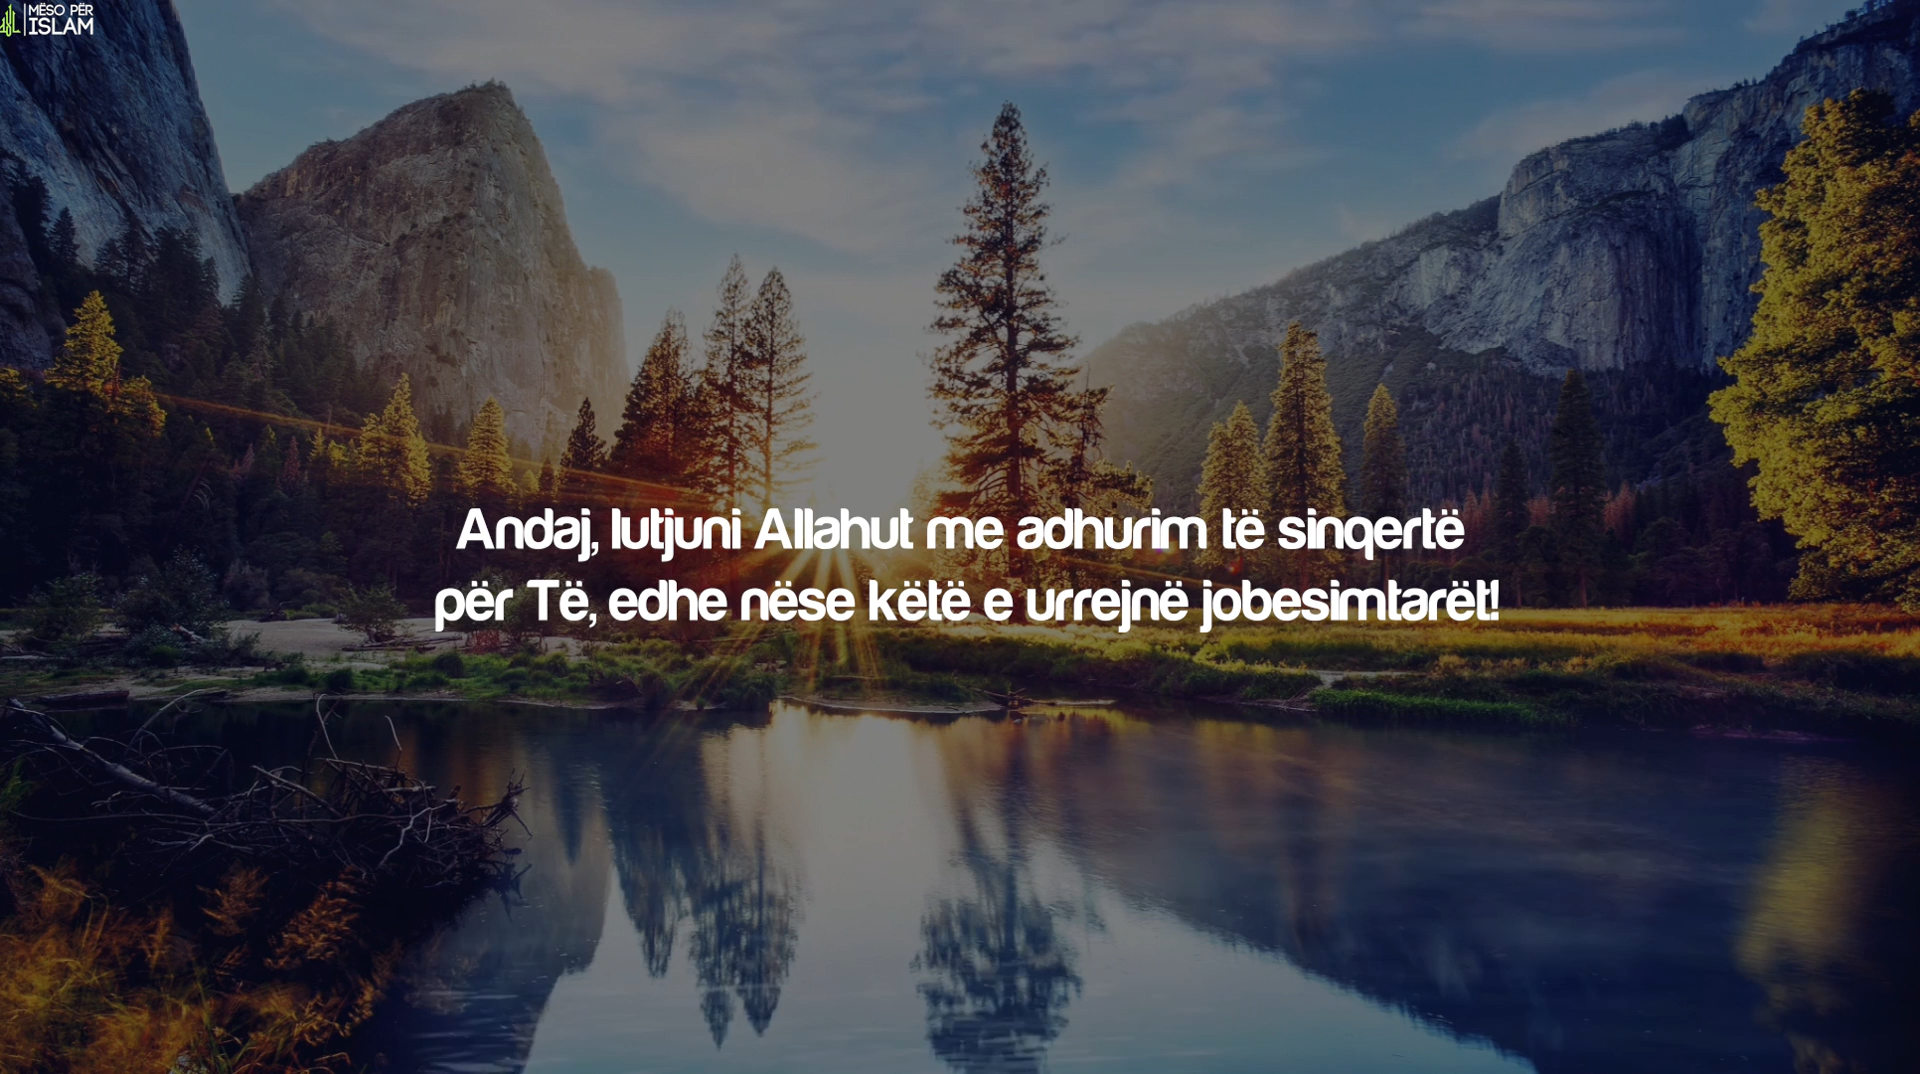 MËSO PËR
ISLAM
Andaj, lutjuni Allahut me adhurim të sinqertë
për Të, edhe nëse këtë e urrejnë jobesimtarët!